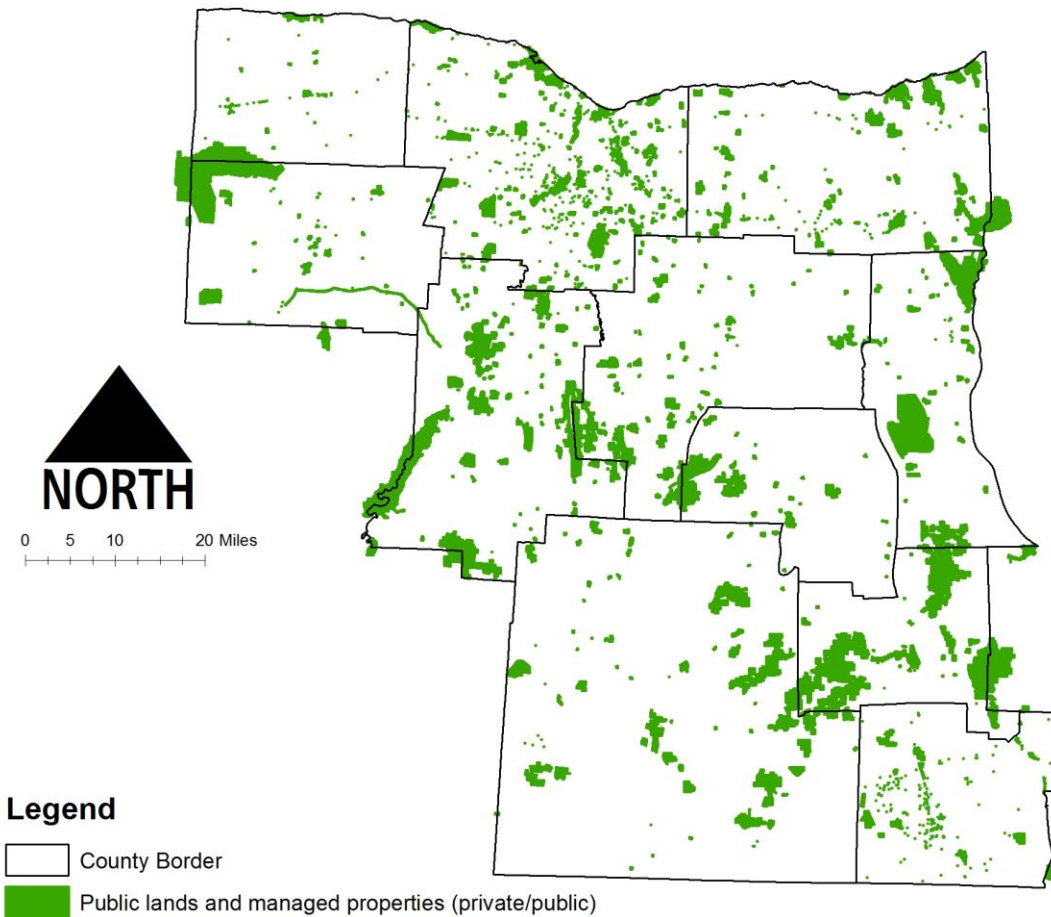 NORTH
0 5 10 20 Miles
Legend
County Border
Public lands and managed properties (private/public)